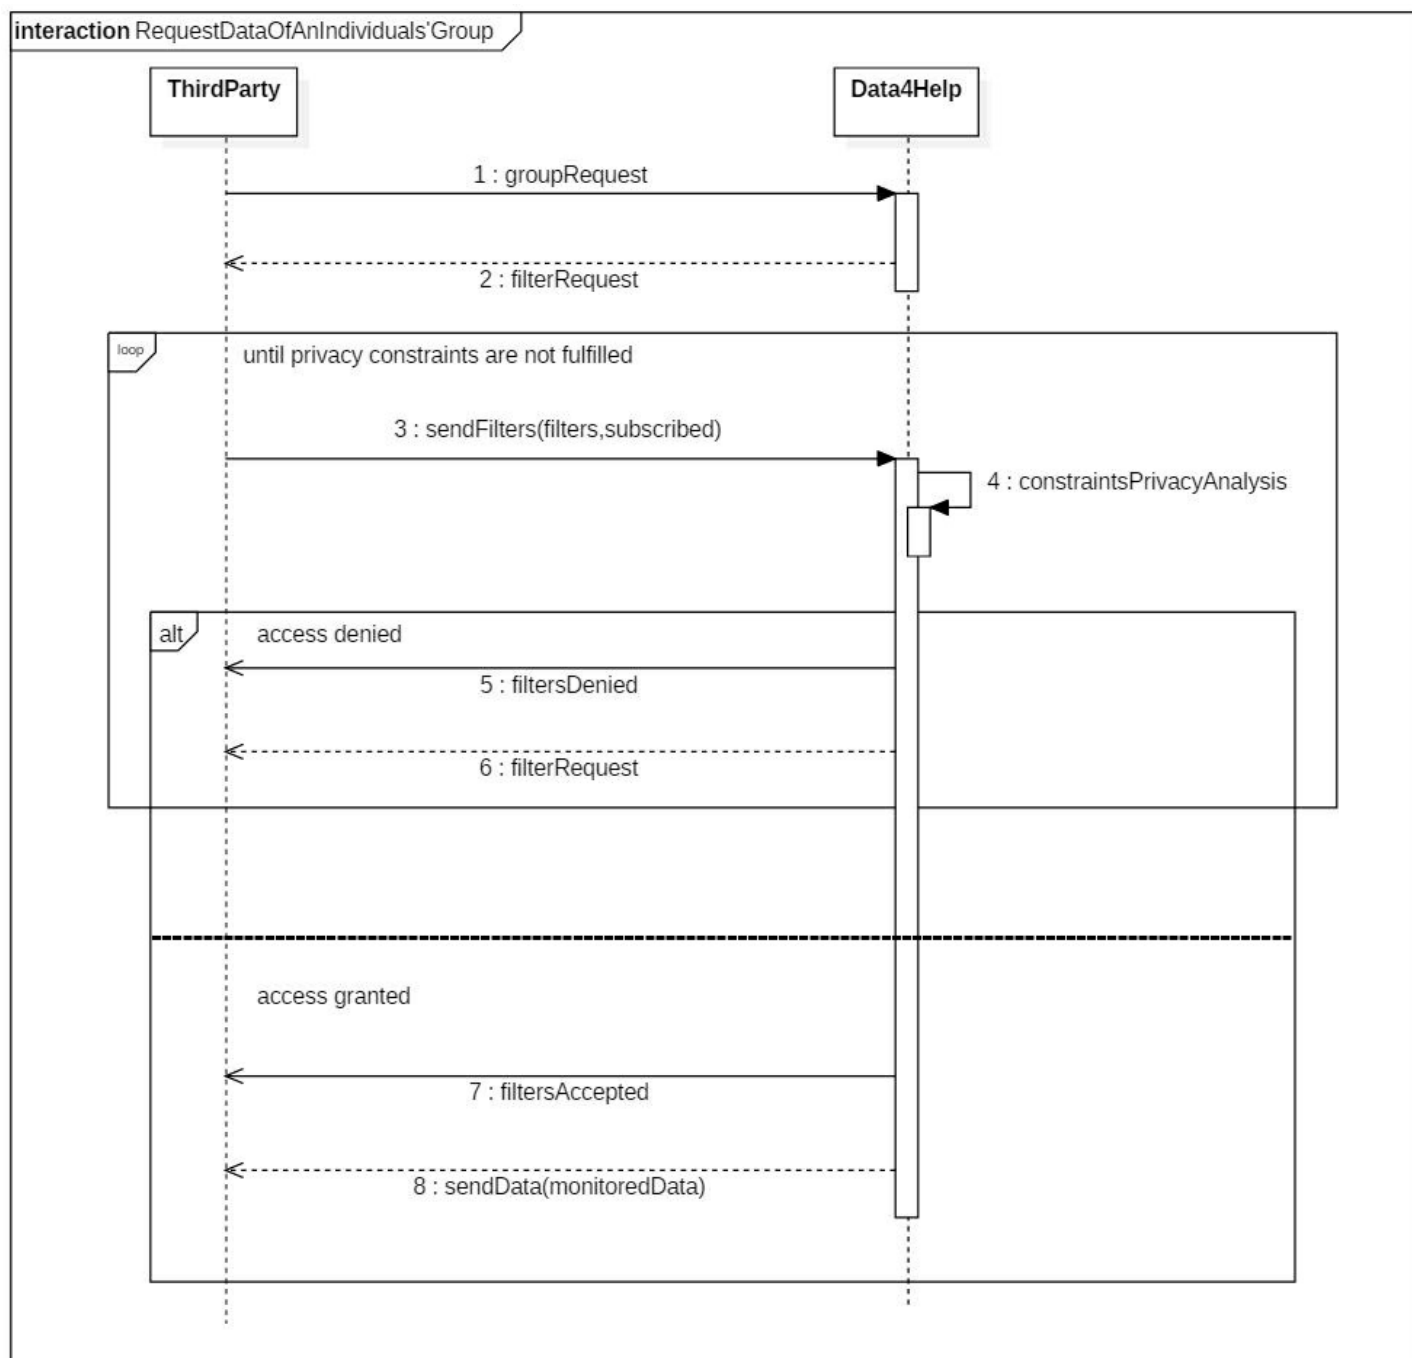 interaction RequestDataOfAnIndividuals'Group
ThirdParty
Data4Help
1 : groupRequest
2 : filterRequest
loop
until privacy constraints are not fulfilled
3 : sendFilters(filters,subscribed)
4 : constraintsPrivacyAnalysis
alt
access denied
5 : filtersDenied
6 : filterRequest
access granted
7 : filtersAccepted
8 : sendData(monitoredData)